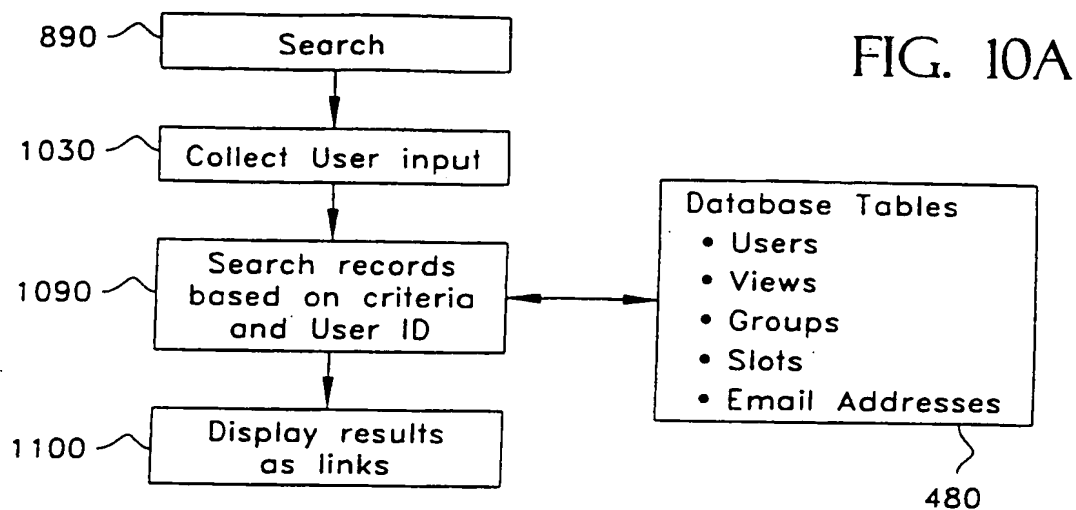 FIG. 10A
890
Search
1030
Collect User input
1090
Search records
based on criteria
and User ID
1100
Display results
as links
Database Tables
• Users
• Views
• Groups
• Slots
• Email Addresses
480